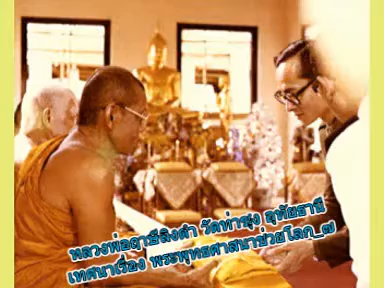 หลวงพ่อฤาษีลิงดำ วัดท่าซุง อุทัยธานี
เทศนาเรื่อง พระพุทธศาสนาช่วยโลก_๗